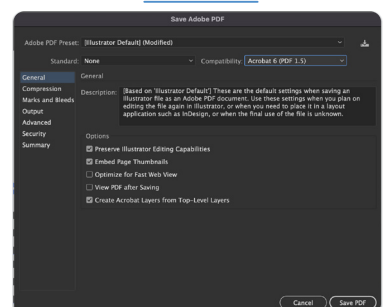 Save Adobe PDF
Adobe PDF Preset: [Illustrator Default] (Modified)
Standard: None Compatibility: Acrobat 6 (PDF 1.5)
General
Compression
Marks and Bleeds
Output
Advanced
Security
Summary
General
Description: [Based on 'Illustrator Default'] These are the default settings when saving an
Illustrator file as an Adobe PDF document. Use these settings when you plan on
editing the file again in Illustrator, or when you need to place it in a layout
application such as InDesign, or when the final use of the file is unknown.
Options
Preserve Illustrator Editing Capabilities
Embed Page Thumbnails
Optimize for Fast Web View
View PDF after Saving
Create Acrobat Layers from Top-Level Layers
Cancel Save PDF